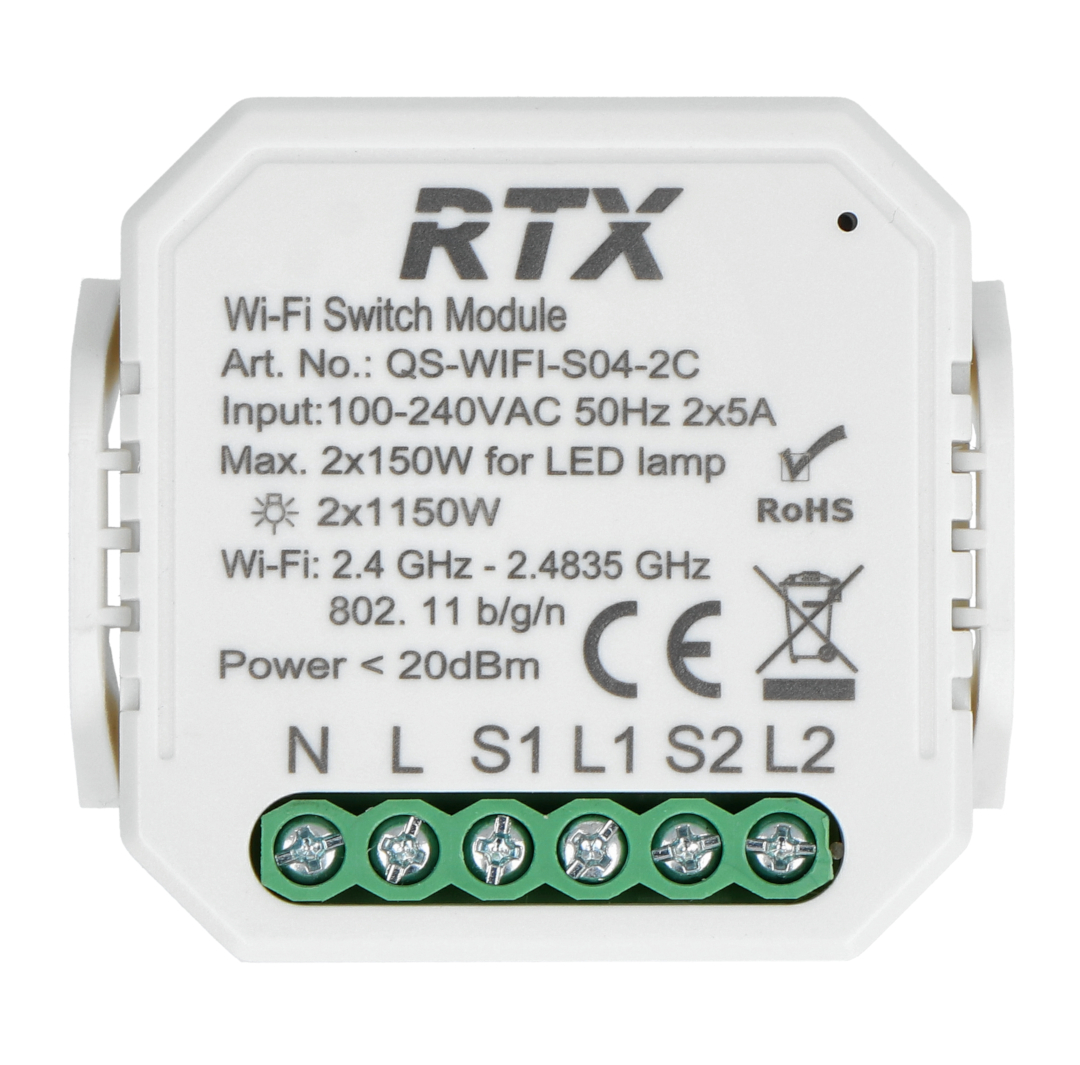 RTX
Wi-Fi Switch Module
Art. No.: QS-WIFI-S04-2C
Input:100-240VAC 50Hz 2x5A
Max. 2x150W for LED lamp
2x1150W
RoHS
Wi-Fi: 2.4 GHz - 2.4835 GHz
802. 11 b/g/n
Power < 20dBm
CE
N L S1 L1 S2 L2